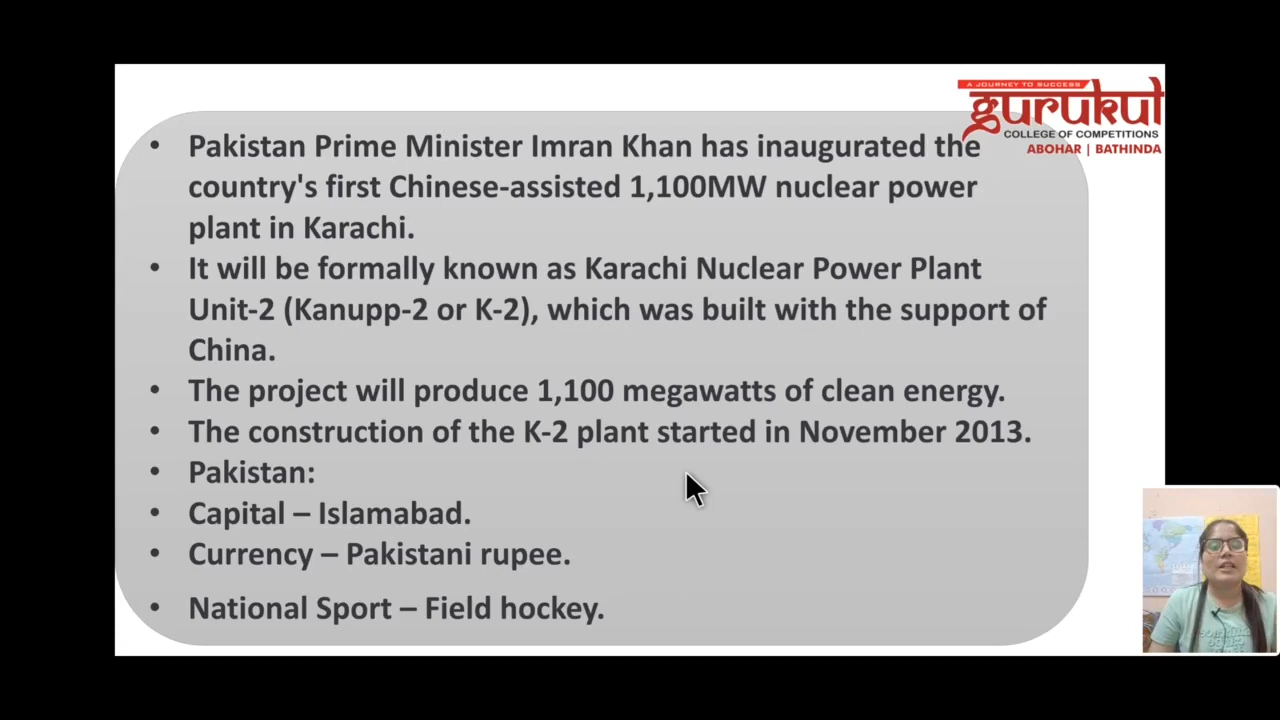 A JOURNEY TO SUCCESS
gurukul
COLLEGE OF COMPETITIONS
ABOHAR | BATHINDA
• Pakistan Prime Minister Imran Khan has inaugurated the
country's first Chinese-assisted 1,100MW nuclear power
plant in Karachi.
• It will be formally known as Karachi Nuclear Power Plant
Unit-2 (Kanupp-2 or K-2), which was built with the support of
China.
• The project will produce 1,100 megawatts of clean energy.
• The construction of the K-2 plant started in November 2013.
• Pakistan:
• Capital – Islamabad.
• Currency – Pakistani rupee.
• National Sport – Field hockey.